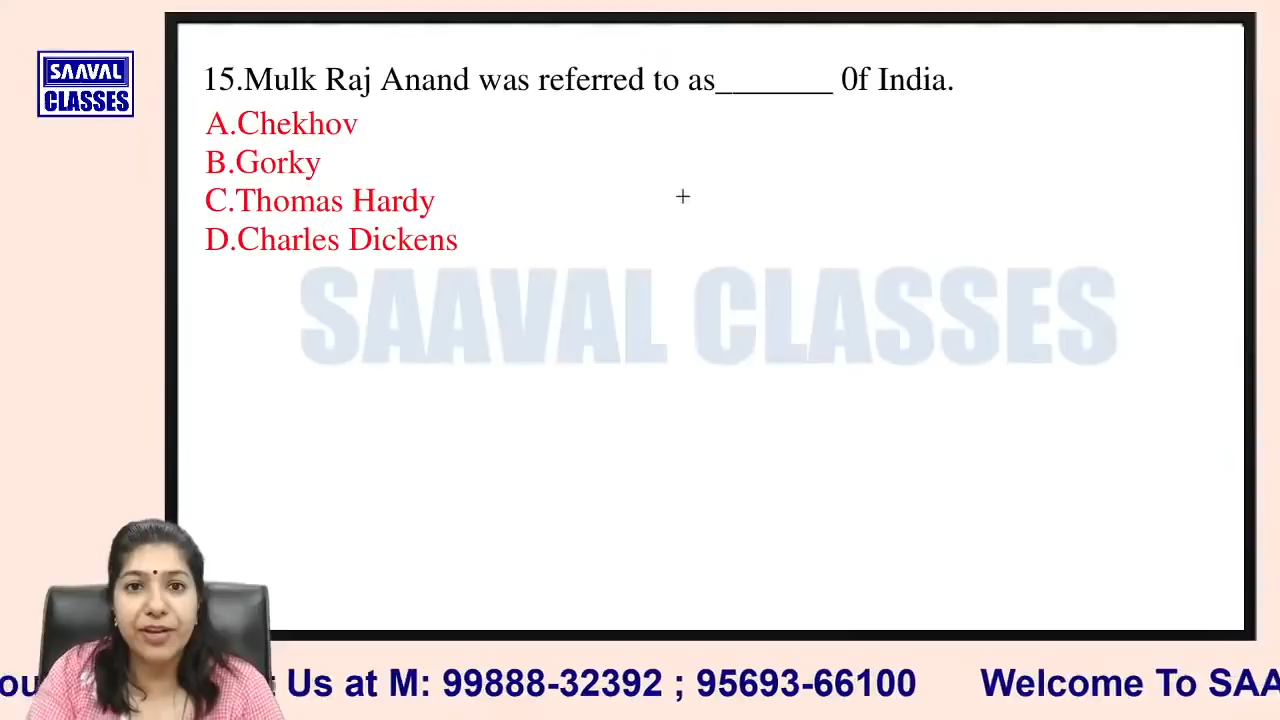 SAAVAL
CLASSES
15.Mulk Raj Anand was referred to as_______ 0f India.
A.Chekhov
B.Gorky
C.Thomas Hardy
D.Charles Dickens
SAAVAL CLASSES
Us at M: 99888-32392 ; 95693-66100 Welcome To SAA